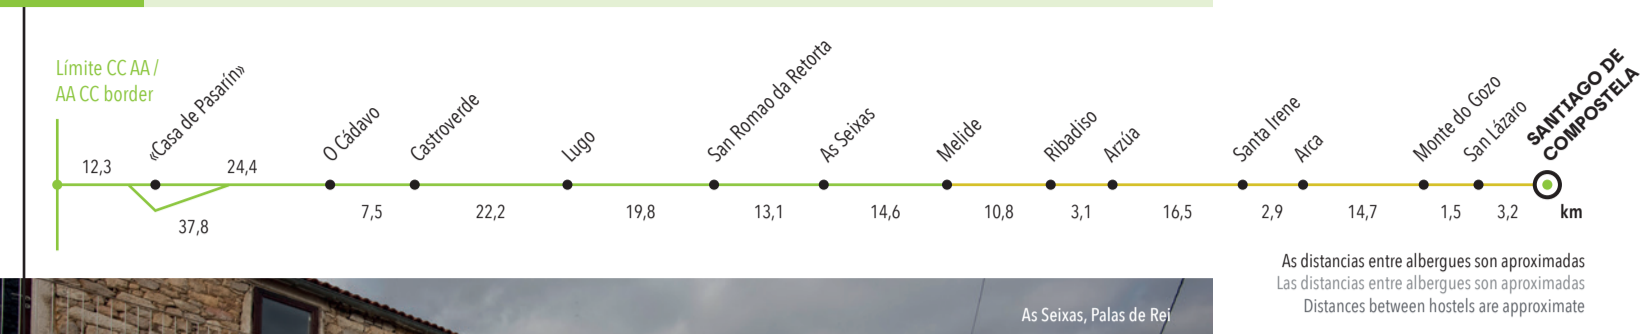 Límite CC AA /
AA CC border
«Casa de Pasarín»
O Cádavo
Castroverde
Lugo
San Romao da Retorta
As Seixas
Melide
Ribadiso
Arzúa
Santa Irene
Arca
Monte do Gozo
San Lázaro
SANTIAGO DE
COMPOSTELA
12,3
24,4
37,8
7,5
22,2
19,8
13,1
14,6
10,8
3,1
16,5
2,9
14,7
1,5
3,2
km
As distancias entre albergues son aproximadas
Las distancias entre albergues son aproximadas
Distances between hostels are approximate
As Seixas, Palas de Rei